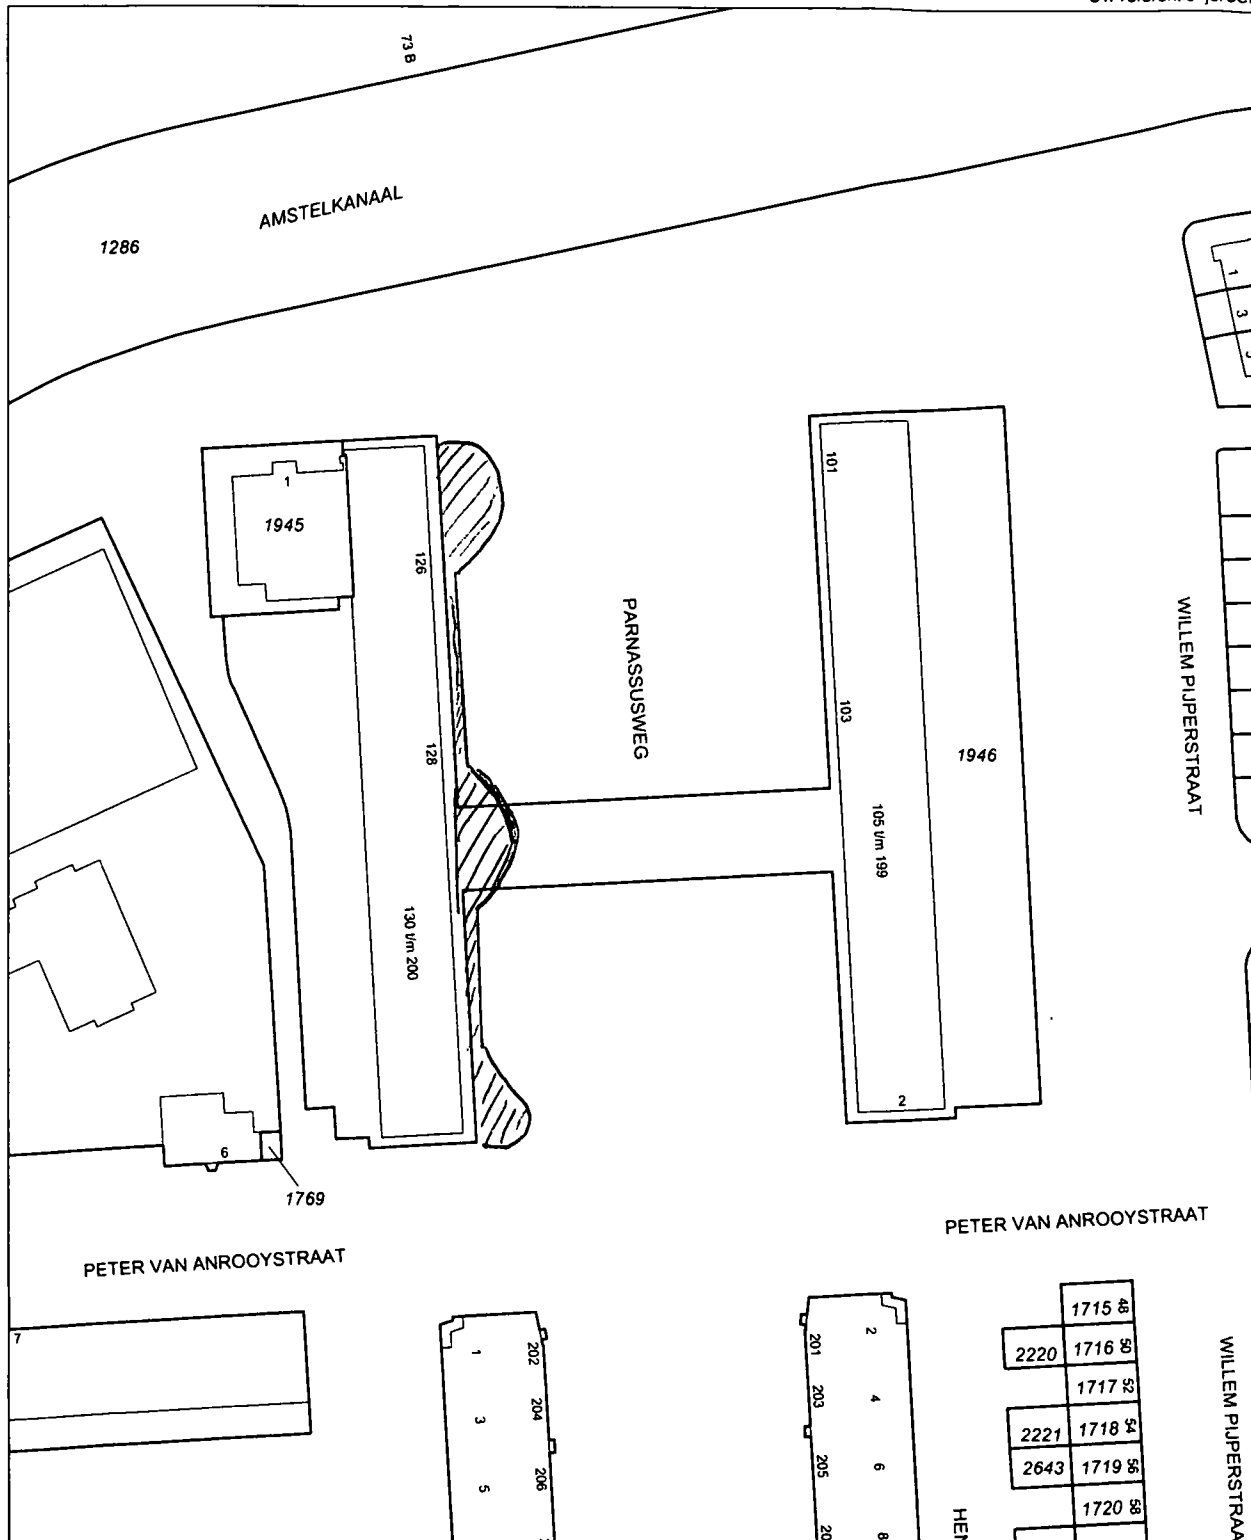 73 B
AMSTELKANAAL
1286
1
3
1
1945
101
126
PARNASSUSWEG
WILLEM PIJPERSTRAAT
103
128
1946
105 t/m 199
130 t/m 200
2
6
1769
PETER VAN ANROOYSTRAAT
PETER VAN ANROOYSTRAAT
7
1715 48
2220 1716 50
1717 52
2221 1718 54
2643 1719 56
1720 58
1
202
3
204
5
206
201
2
203
4
205
6
8
WILLEM PIJPERSTRAA